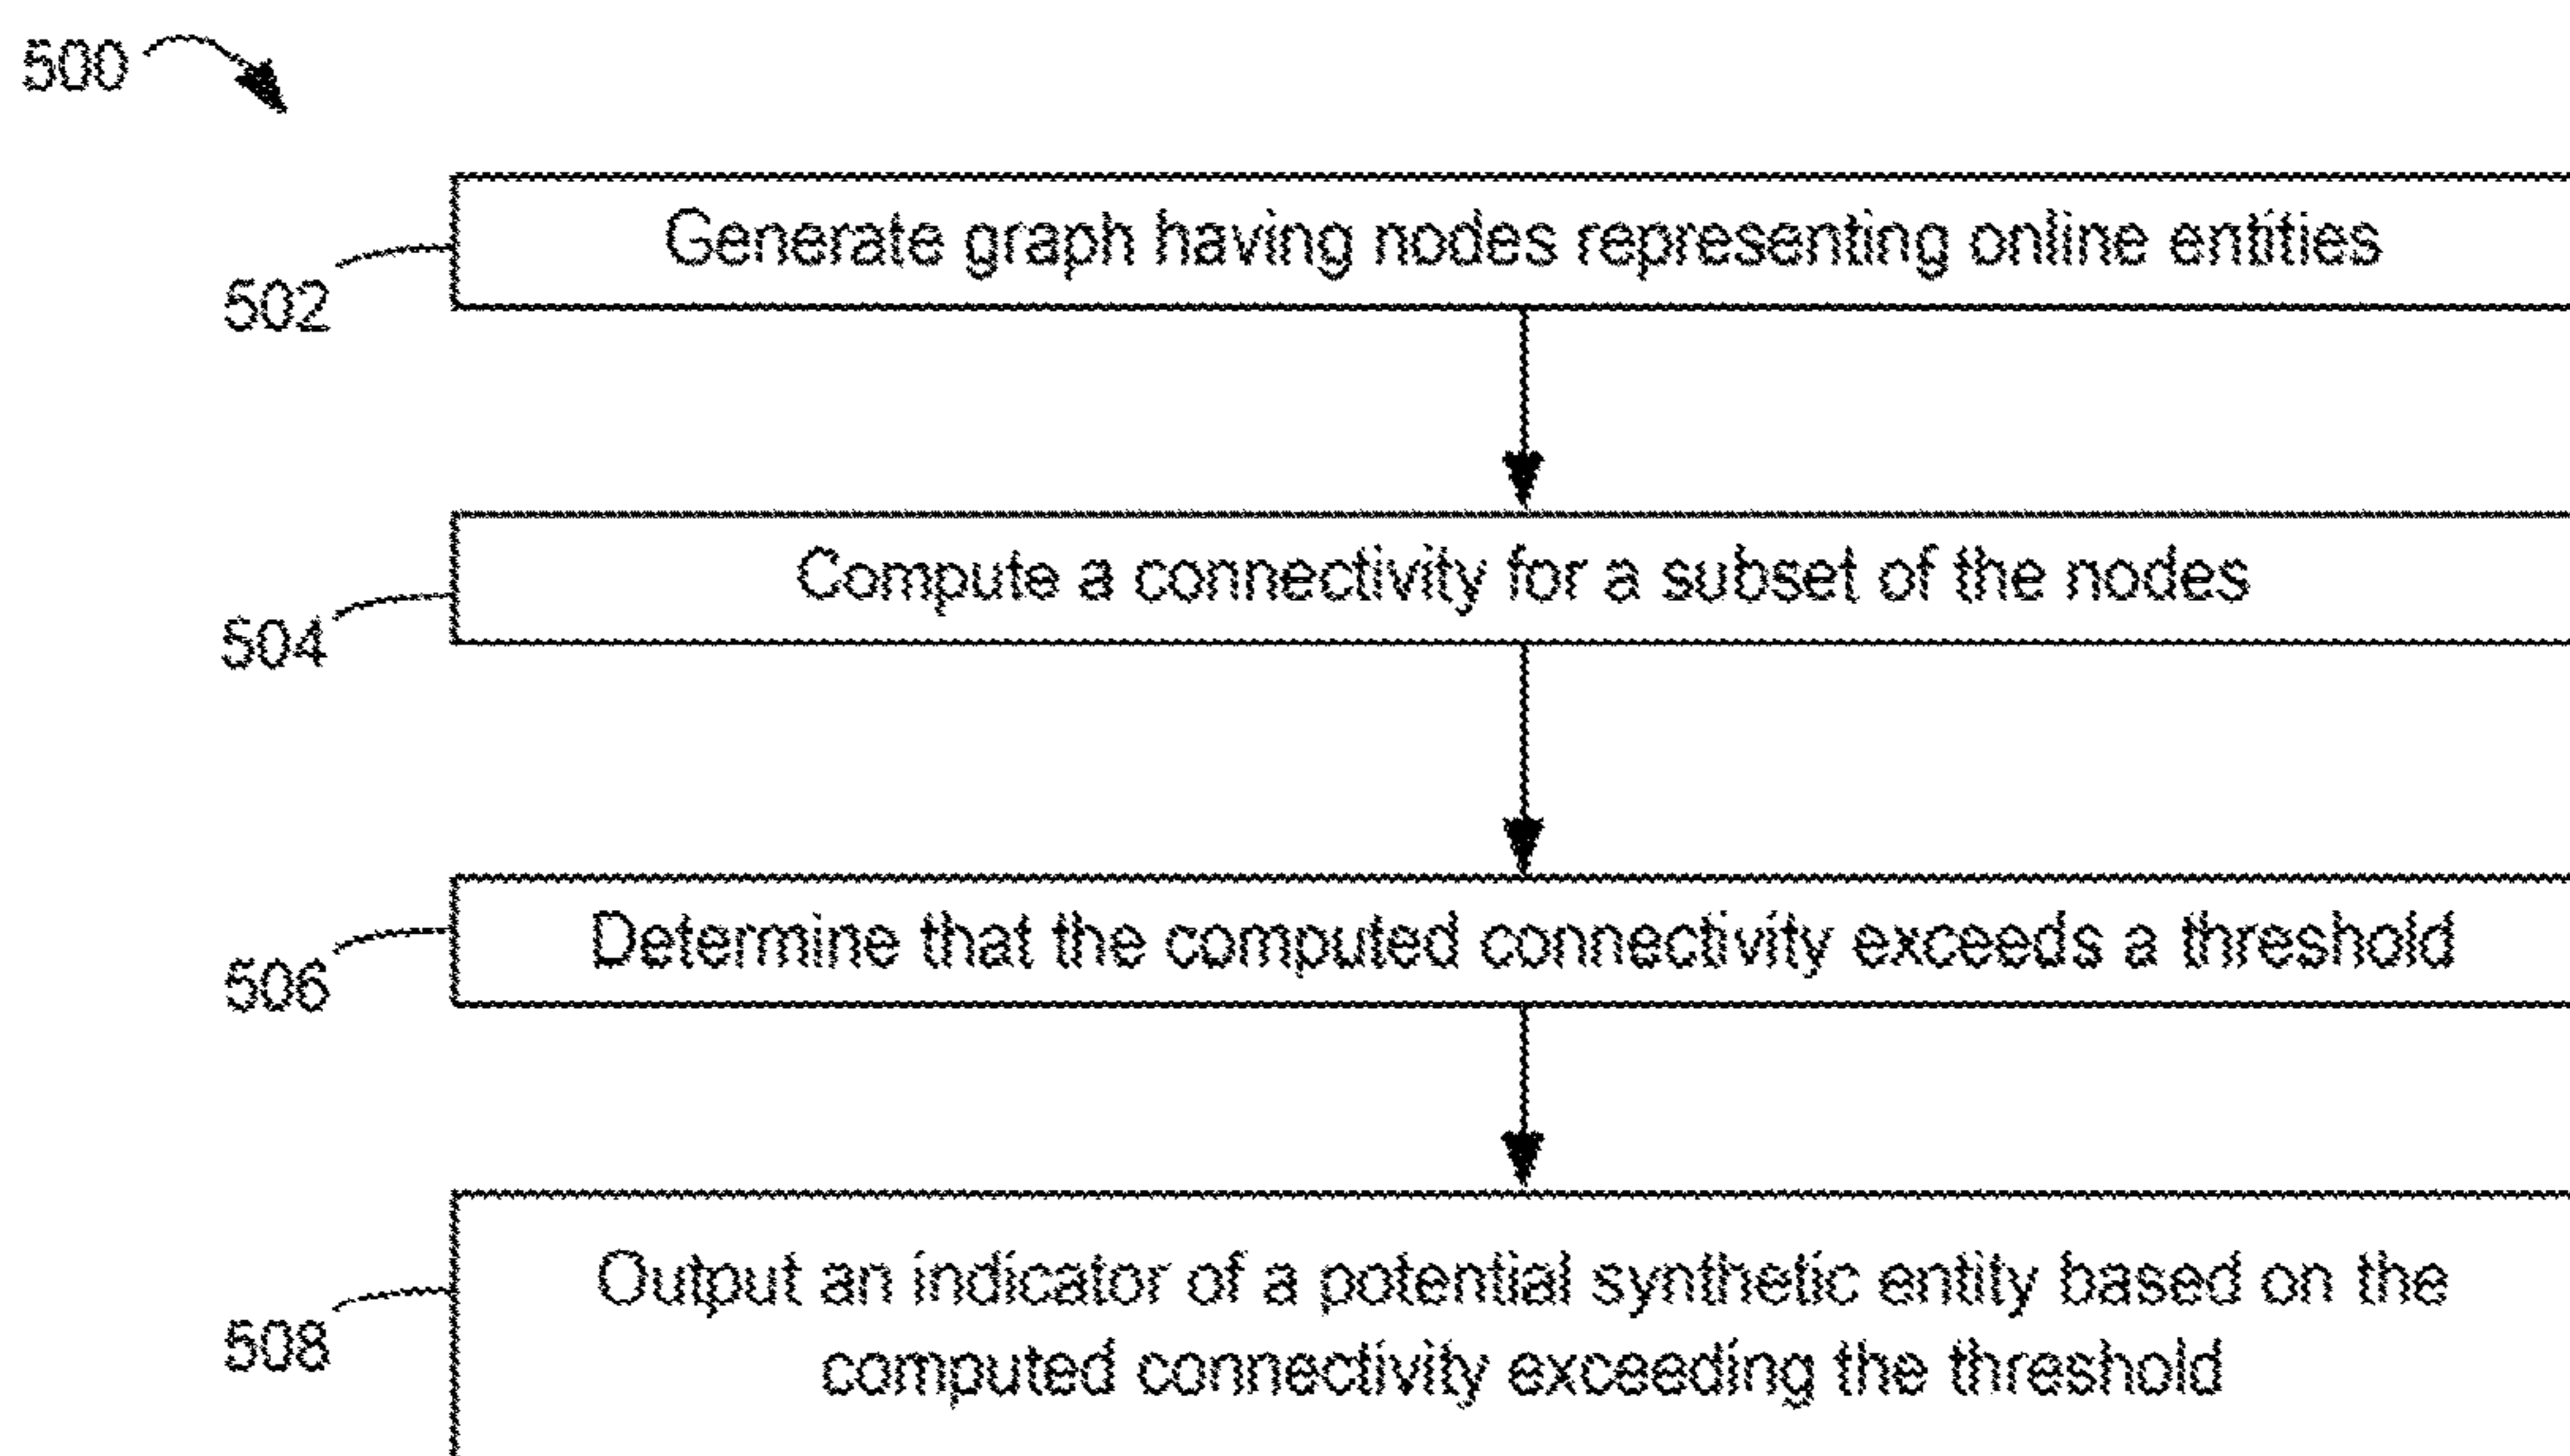 500
Generate graph having nodes representing online entities
502
Compute a connectivity for a subset of the nodes
504
Determine that the computed connectivity exceeds a threshold
506
Output an indicator of a potential synthetic entity based on the
computed connectivity exceeding the threshold
508